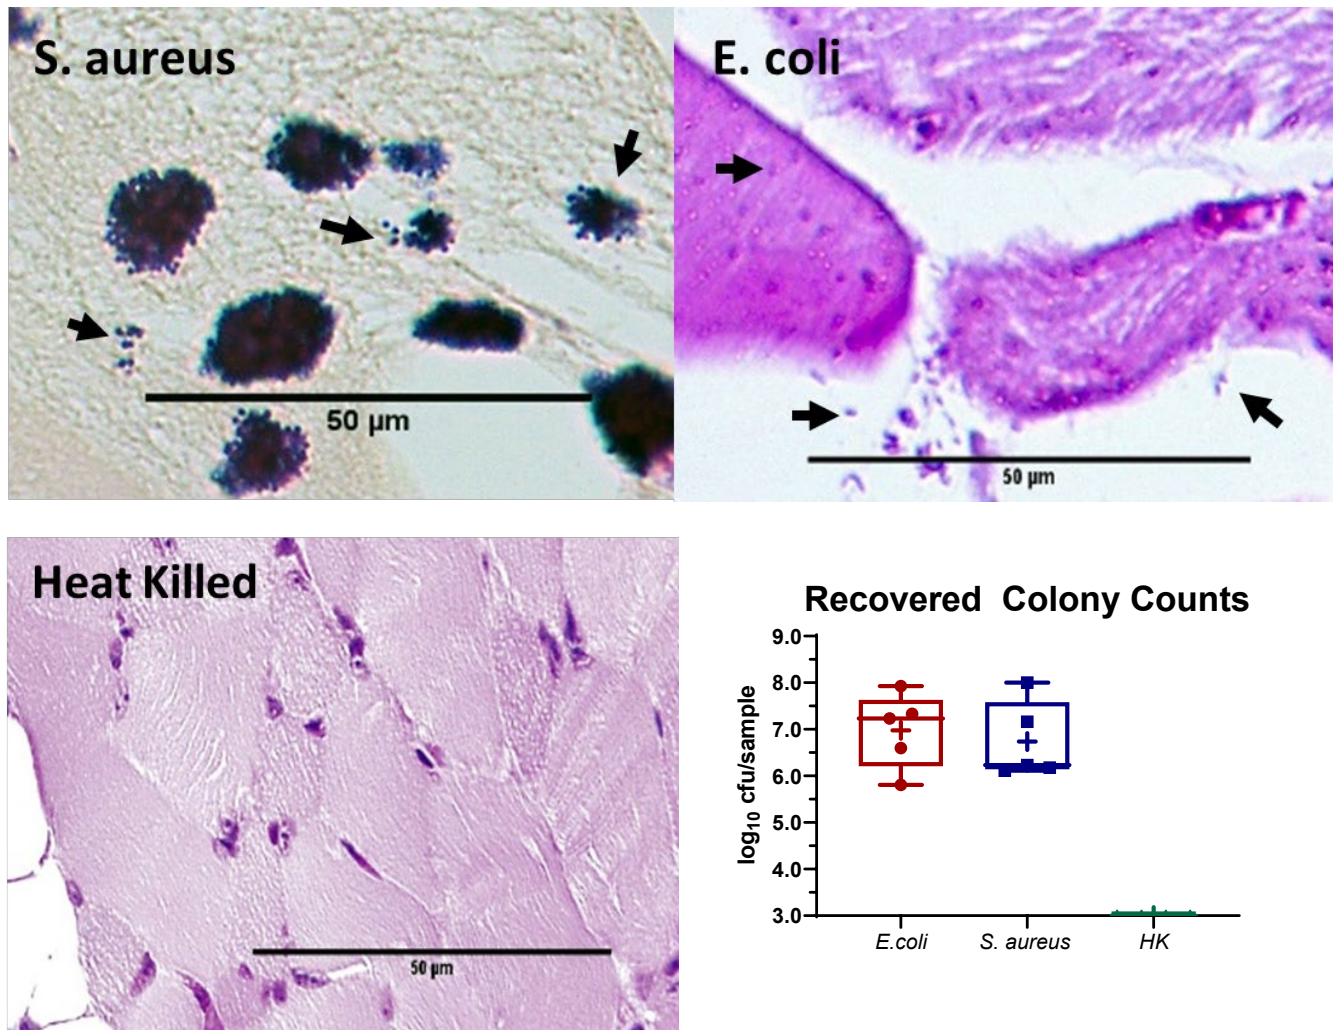 S. aureus
50 µm
E. coli
50 µm
Heat Killed
50 µm
Recovered Colony Counts
log10 cfu/sample
9.0
8.0
7.0
6.0
5.0
4.0
3.0
E.coli
S. aureus
HK